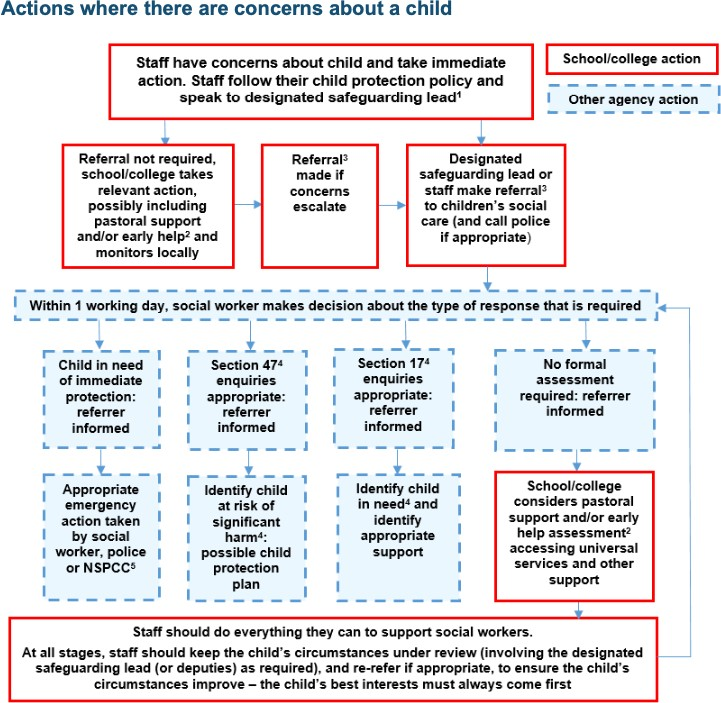 Actions where there are concerns about a child
Staff have concerns about child and take immediate
action. Staff follow their child protection policy and
speak to designated safeguarding lead¹
School/college action
Other agency action
Referral not required,
school/college takes
relevant action,
possibly including
pastoral support
and/or early help² and
monitors locally
Referral³
made if
concerns
escalate
Designated
safeguarding lead or
staff make referral³
to children’s social
care (and call police
if appropriate)
Within 1 working day, social worker makes decision about the type of response that is required
Child in need
of immediate
protection:
referrer
informed
Section 47⁴
enquiries
appropriate:
referrer
informed
Section 17⁴
enquiries
appropriate:
referrer
informed
No formal
assessment
required: referrer
informed
Appropriate
emergency
action taken
by social
worker, police
or NSPCC⁵
Identify child
at risk of
significant
harm⁴:
possible child
protection
plan
Identify child
in need⁴ and
identify
appropriate
support
School/college
considers pastoral
support and/or early
help assessment²
accessing universal
services and other
support
Staff should do everything they can to support social workers.
At all stages, staff should keep the child’s circumstances under review (involving the designated
safeguarding lead (or deputies) as required), and re-refer if appropriate, to ensure the child’s
circumstances improve – the child’s best interests must always come first